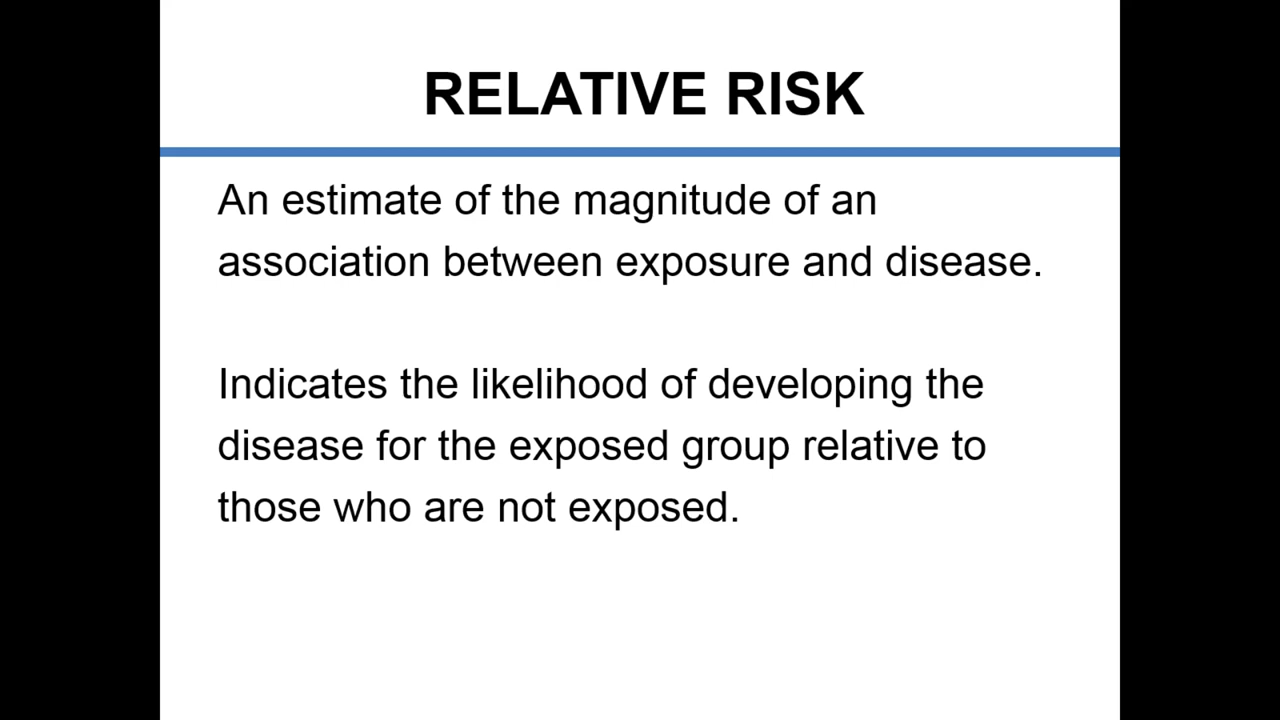 RELATIVE RISK
An estimate of the magnitude of an
association between exposure and disease.
Indicates the likelihood of developing the
disease for the exposed group relative to
those who are not exposed.